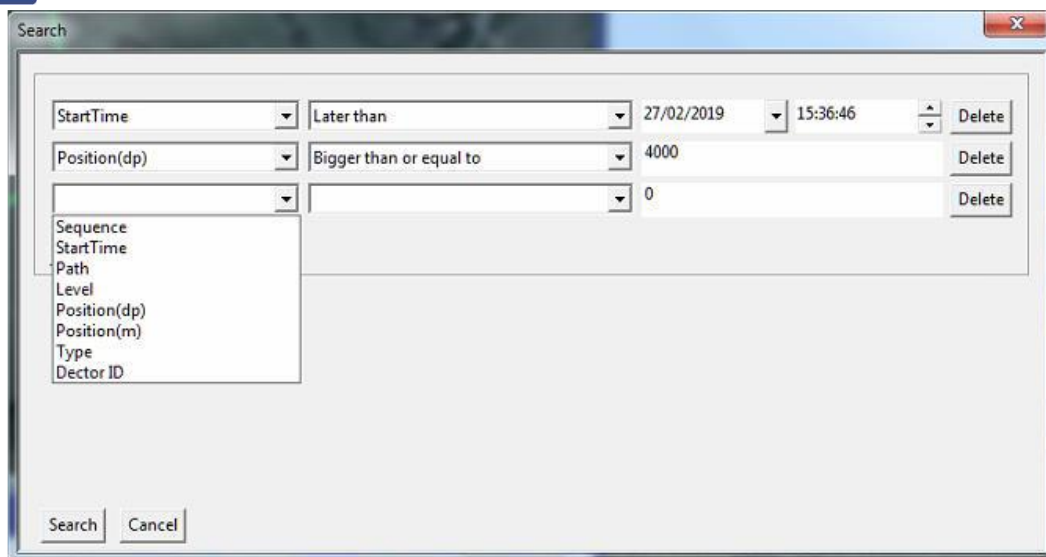 Search
StartTime Later than 27/02/2019 15:36:46 Delete
Position(dp) Bigger than or equal to 4000 Delete
0 Delete
Sequence
StartTime
Path
Level
Position(dp)
Position(m)
Type
Dector ID
Search Cancel